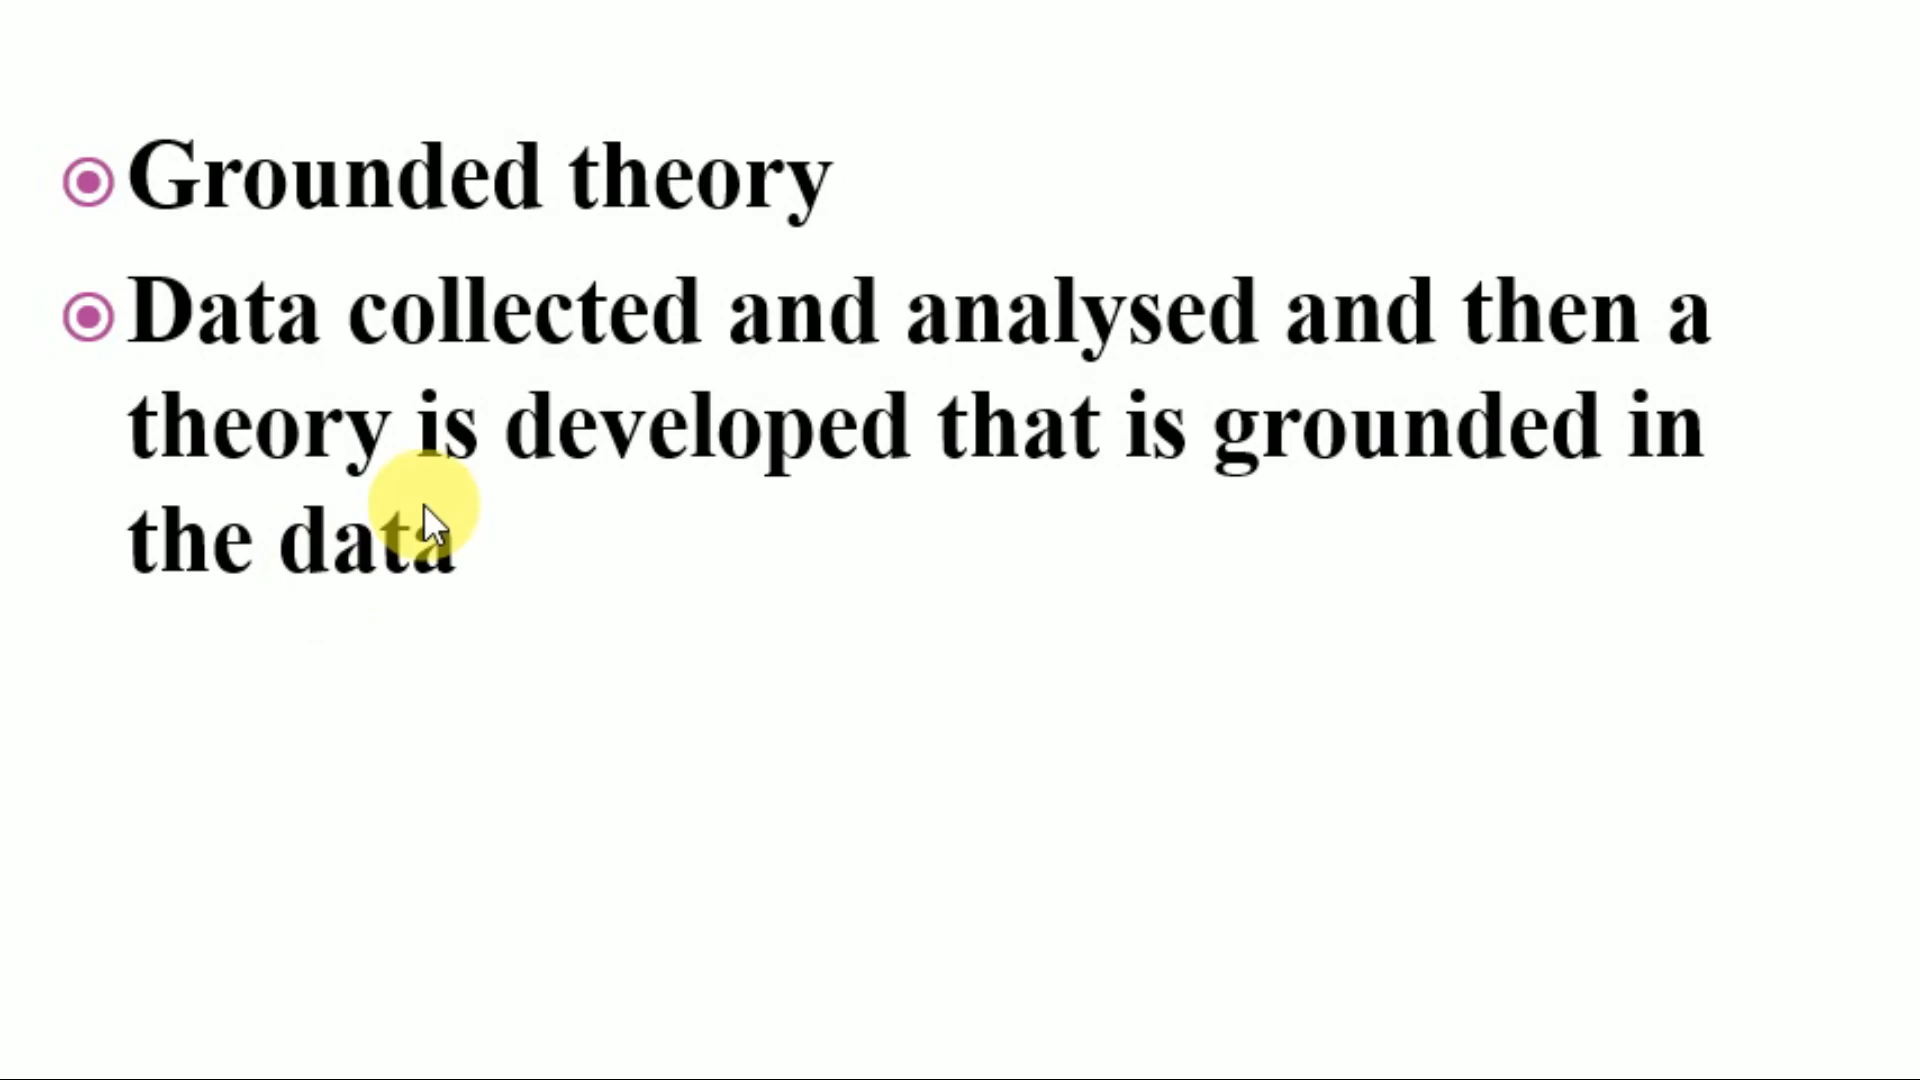 Grounded theory
Data collected and analysed and then a
theory is developed that is grounded in
the data